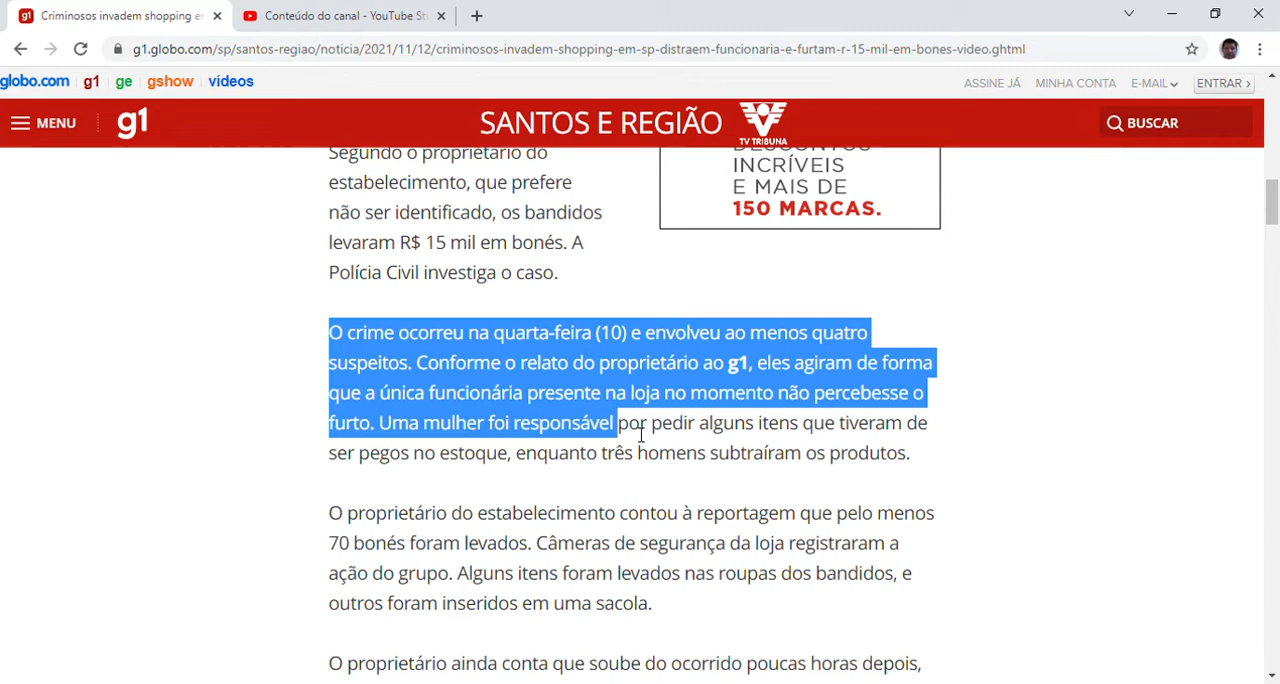 Criminosos invadem shopping er
Conteúdo do canal - YouTube St
g1.globo.com/sp/santos-regiao/noticia/2021/11/12/criminosos-invadem-shopping-em-sp-distraem-funcionaria-e-furtam-r-15-mil-em-bones-video.ghtml
globo.com g1 ge gshow vídeos
ASSINE JÁ MINHA CONTA E-MAIL ENTRAR ›
MENU g1 SANTOS E REGIÃO TV TRIBUNA BUSCAR
Segundo o proprietário do
estabelecimento, que prefere
não ser identificado, os bandidos
levaram R$ 15 mil em bonés. A
Polícia Civil investiga o caso.
DESCONTOS
INCRÍVEIS
E MAIS DE
150 MARCAS.
O crime ocorreu na quarta-feira (10) e envolveu ao menos quatro
suspeitos. Conforme o relato do proprietário ao g1, eles agiram de forma
que a única funcionária presente na loja no momento não percebesse o
furto. Uma mulher foi responsável por pedir alguns itens que tiveram de
ser pegos no estoque, enquanto três homens subtraíram os produtos.
O proprietário do estabelecimento contou à reportagem que pelo menos
70 bonés foram levados. Câmeras de segurança da loja registraram a
ação do grupo. Alguns itens foram levados nas roupas dos bandidos, e
outros foram inseridos em uma sacola.
O proprietário ainda conta que soube do ocorrido poucas horas depois,